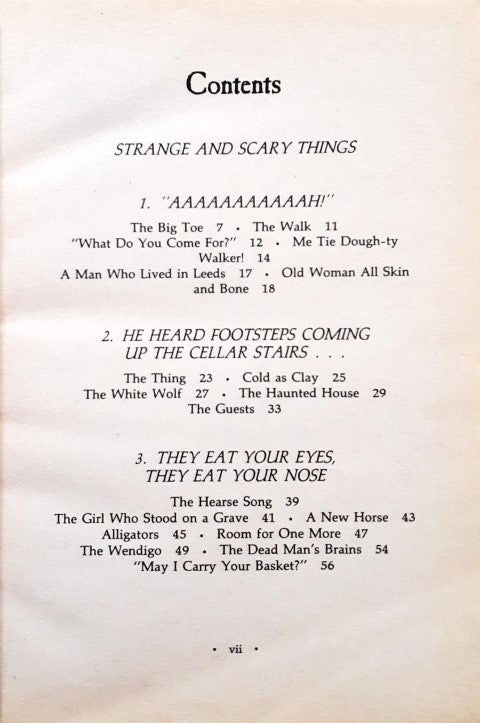 Contents
STRANGE AND SCARY THINGS
1. "AAAAAAAAAAAH!"
The Big Toe 7 • The Walk 11
"What Do You Come For?" 12 • Me Tie Dough-ty
Walker! 14
A Man Who Lived in Leeds 17 • Old Woman All Skin
and Bone 18
2. HE HEARD FOOTSTEPS COMING
UP THE CELLAR STAIRS . . .
The Thing 23 • Cold as Clay 25
The White Wolf 27 • The Haunted House 29
The Guests 33
3. THEY EAT YOUR EYES,
THEY EAT YOUR NOSE
The Hearse Song 39
The Girl Who Stood on a Grave 41 • A New Horse 43
Alligators 45 • Room for One More 47
The Wendigo 49 • The Dead Man's Brains 54
"May I Carry Your Basket?" 56
• vii •